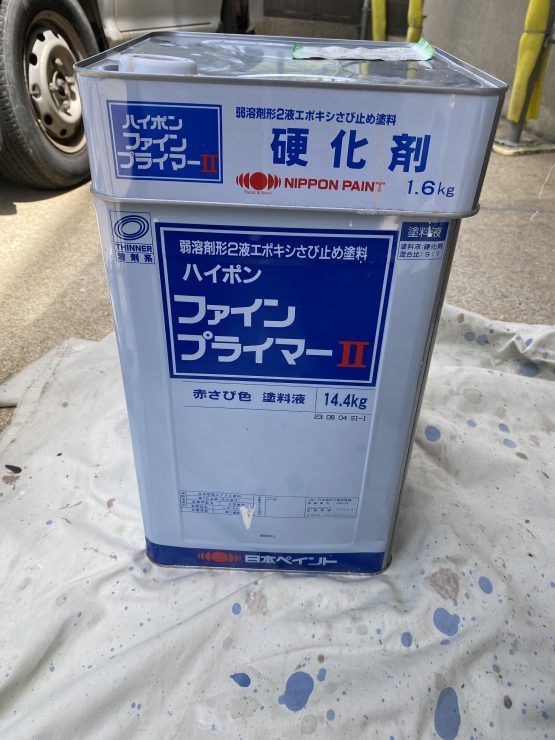 ハイポン
ファイン
プライマーⅡ
弱溶剤形2液エポキシさび止め塗料
硬化剤
NIPPON PAINT
1.6kg
THINNER
溶剤系
塗料液
塗料液:硬化剤
混合比:9:1
弱溶剤形2液エポキシさび止め塗料
ハイポン
ファイン
プライマーⅡ
赤さび色 塗料液
14.4kg
23 08 04 S1-1
日本ペイント